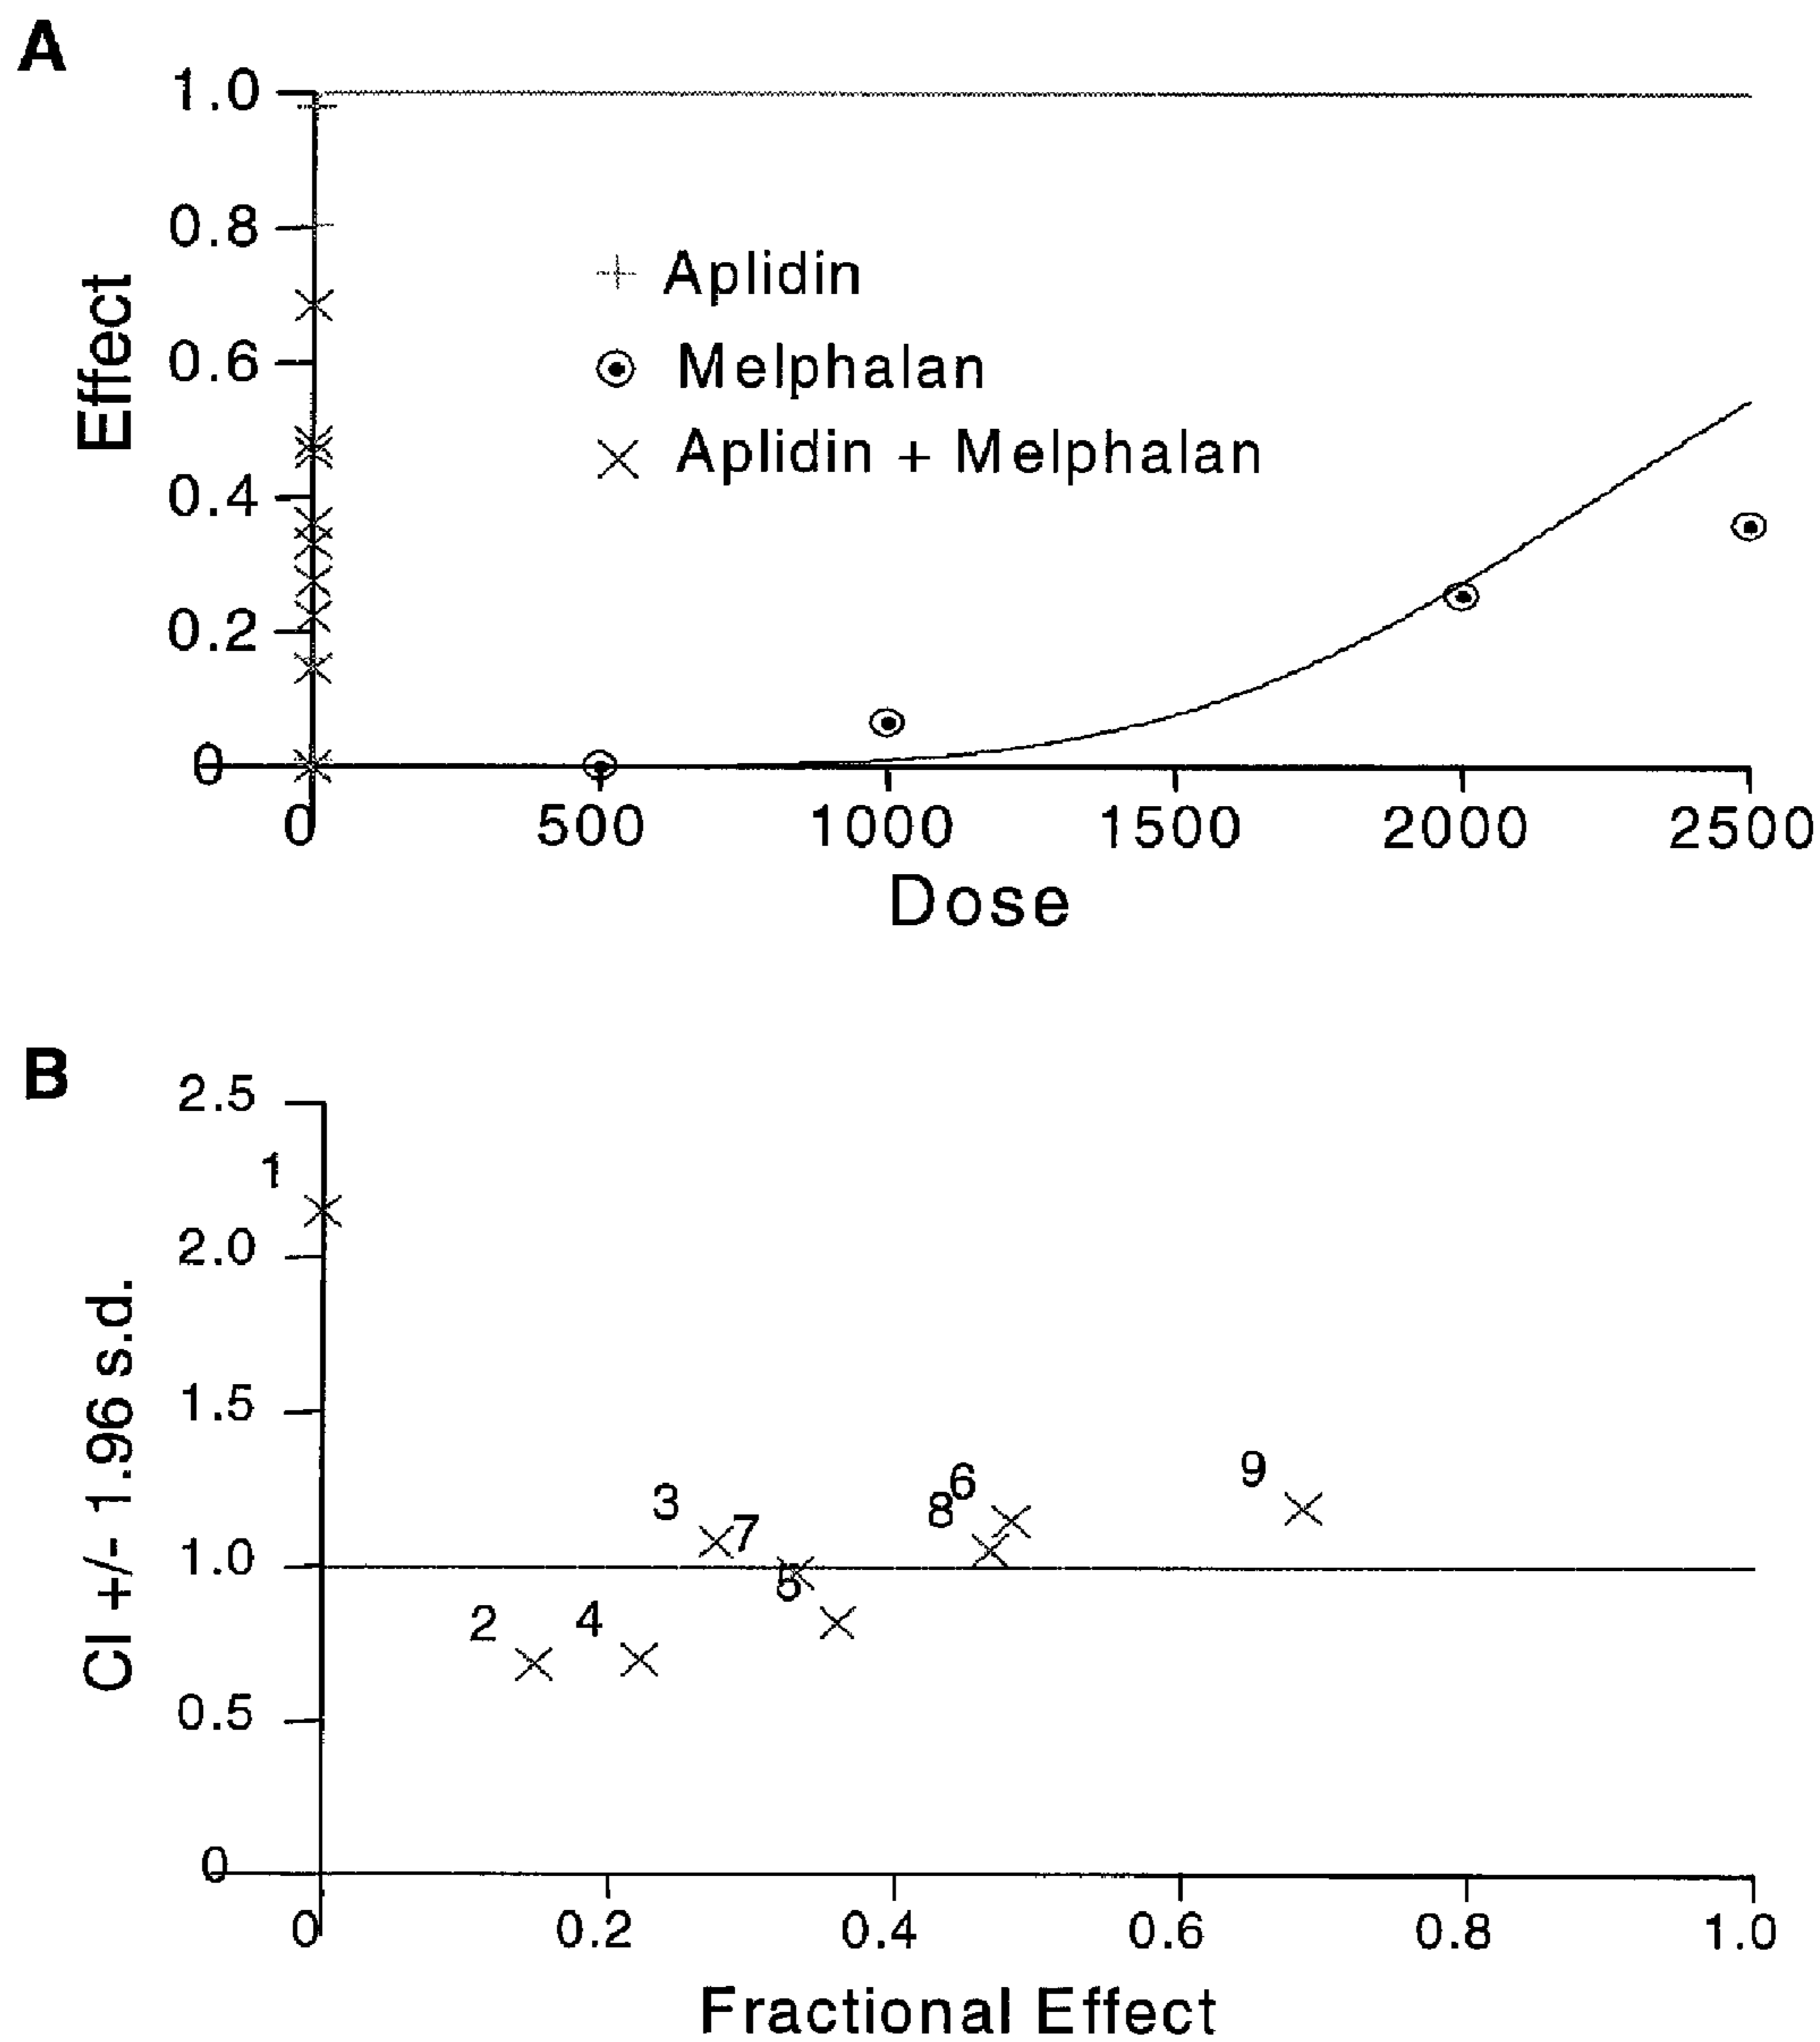 A
Effect
1.0
0.8
0.6
0.4
0.2
0
Aplidin
Melphalan
Aplidin + Melphalan
0 500 1000 1500 2000 2500
Dose
B
CI +/- 1.96 s.d.
2.5
2.0
1.5
1.0
0.5
0
1
2
4
3
7
5
8
6
9
0 0.2 0.4 0.6 0.8 1.0
Fractional Effect